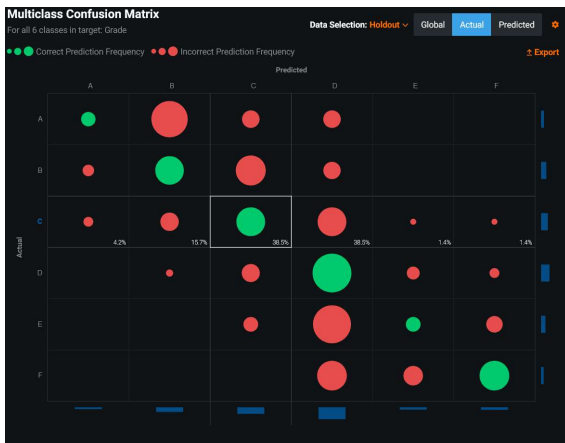 Multiclass Confusion Matrix
For all 6 classes in target: Grade
Data Selection: Holdout
Global
Actual
Predicted
Correct Prediction Frequency
Incorrect Prediction Frequency
Export
Predicted
A B C D E F
A
B
C
4.2% 15.7% 38.5% 38.5% 1.4% 1.4%
Actual
D
E
F